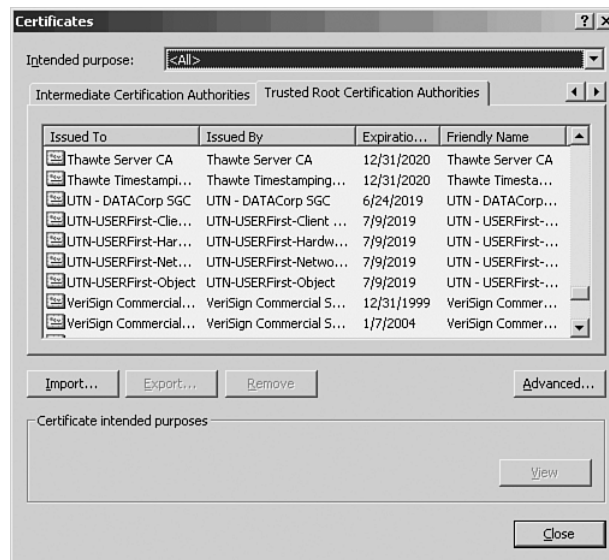 Certificates
Intended purpose: <All>
Intermediate Certification Authorities Trusted Root Certification Authorities
Issued To Issued By Expiratio... Friendly Name
Thawte Server CA Thawte Server CA 12/31/2020 Thawte Server CA
Thawte Timestampi... Thawte Timestamping... 12/31/2020 Thawte Timesta...
UTN - DATACorp SGC UTN - DATACorp SGC 6/24/2019 UTN - DATACorp...
UTN-USERFirst-Clie... UTN-USERFirst-Client ... 7/9/2019 UTN - USERFirst-...
UTN-USERFirst-Har... UTN-USERFirst-Hardw... 7/9/2019 UTN - USERFirst-...
UTN-USERFirst-Net... UTN-USERFirst-Netwo... 7/9/2019 UTN - USERFirst-...
UTN-USERFirst-Object UTN-USERFirst-Object 7/9/2019 UTN - USERFirst-...
VeriSign Commercial... VeriSign Commercial S... 12/31/1999 VeriSign Commer...
VeriSign Commercial... VeriSign Commercial S... 1/7/2004 VeriSign Commer...
Import... Export... Remove Advanced...
Certificate intended purposes
View
Close